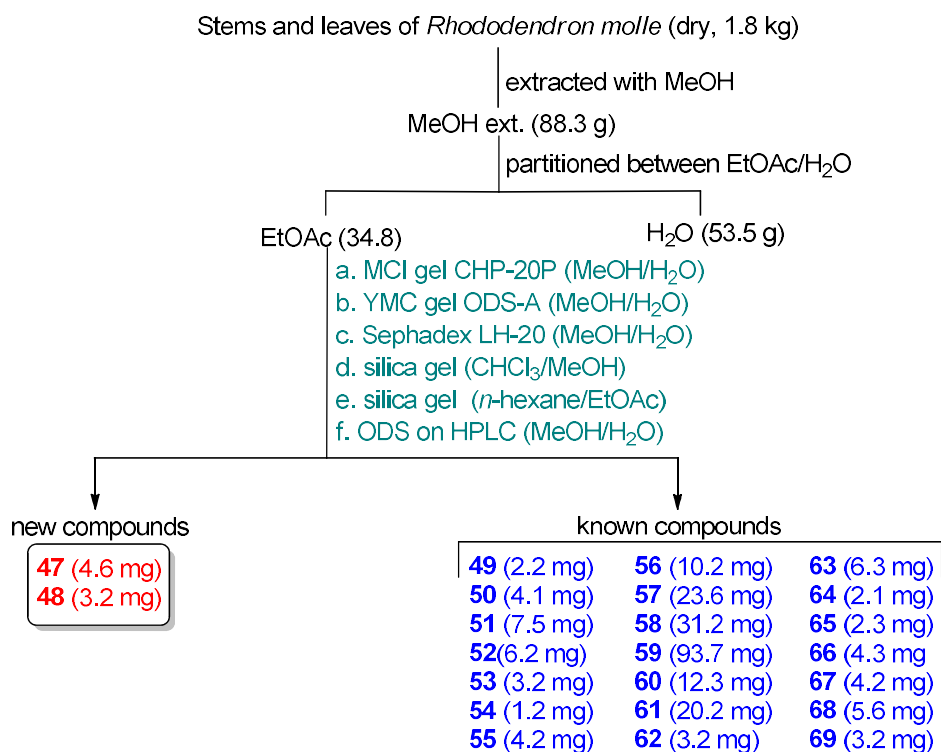 Stems and leaves of Rhododendron molle (dry, 1.8 kg)
extracted with MeOH
MeOH ext. (88.3 g)
partitioned between EtOAc/H₂O
EtOAc (34.8)
H₂O (53.5 g)
a. MCI gel CHP-20P (MeOH/H₂O)
b. YMC gel ODS-A (MeOH/H₂O)
c. Sephadex LH-20 (MeOH/H₂O)
d. silica gel (CHCl₃/MeOH)
e. silica gel (n-hexane/EtOAc)
f. ODS on HPLC (MeOH/H₂O)
new compounds
47 (4.6 mg)
48 (3.2 mg)
known compounds
49 (2.2 mg) 56 (10.2 mg) 63 (6.3 mg)
50 (4.1 mg) 57 (23.6 mg) 64 (2.1 mg)
51 (7.5 mg) 58 (31.2 mg) 65 (2.3 mg)
52(6.2 mg) 59 (93.7 mg) 66 (4.3 mg
53 (3.2 mg) 60 (12.3 mg) 67 (4.2 mg)
54 (1.2 mg) 61 (20.2 mg) 68 (5.6 mg)
55 (4.2 mg) 62 (3.2 mg) 69 (3.2 mg)